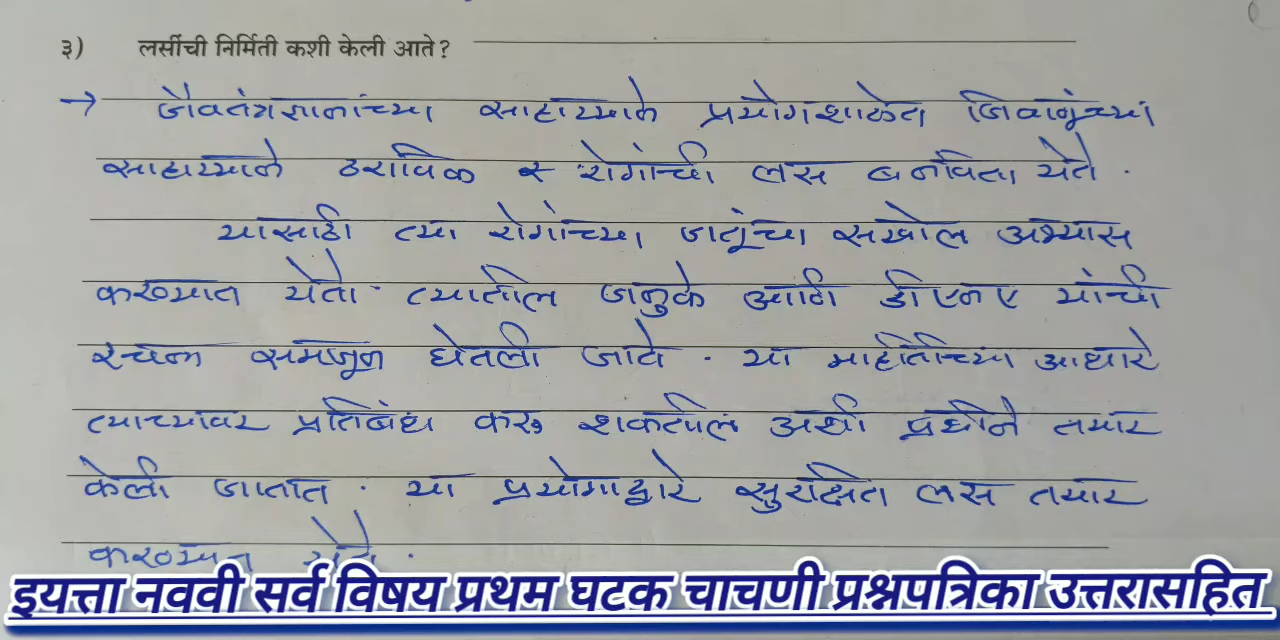 ३) लसींची निर्मिती कशी केली आते?
→ जैवतंत्रज्ञानांच्या साहाय्याने प्रयोगशाळेत जिवाणूंच्या
साहाय्याने ठराविक रोगांची लस बनविता येते .
यासाठी त्या रोगांच्या जंतूंचा सखोल अभ्यास
करण्यात येतो. त्यातील जनुके आणि डीएनए यांची
रचना समजून घेतली जाते . या माहितीच्या आधारे
त्याच्यावर प्रतिबंध करू शकतील अशी प्रथीने तयार
केली जातात . या प्रयोगाद्वारे सुरक्षित लस तयार
करण्यात येते .
इयत्ता नववी सर्व विषय प्रथम घटक चाचणी प्रश्नपत्रिका उत्तरासहित